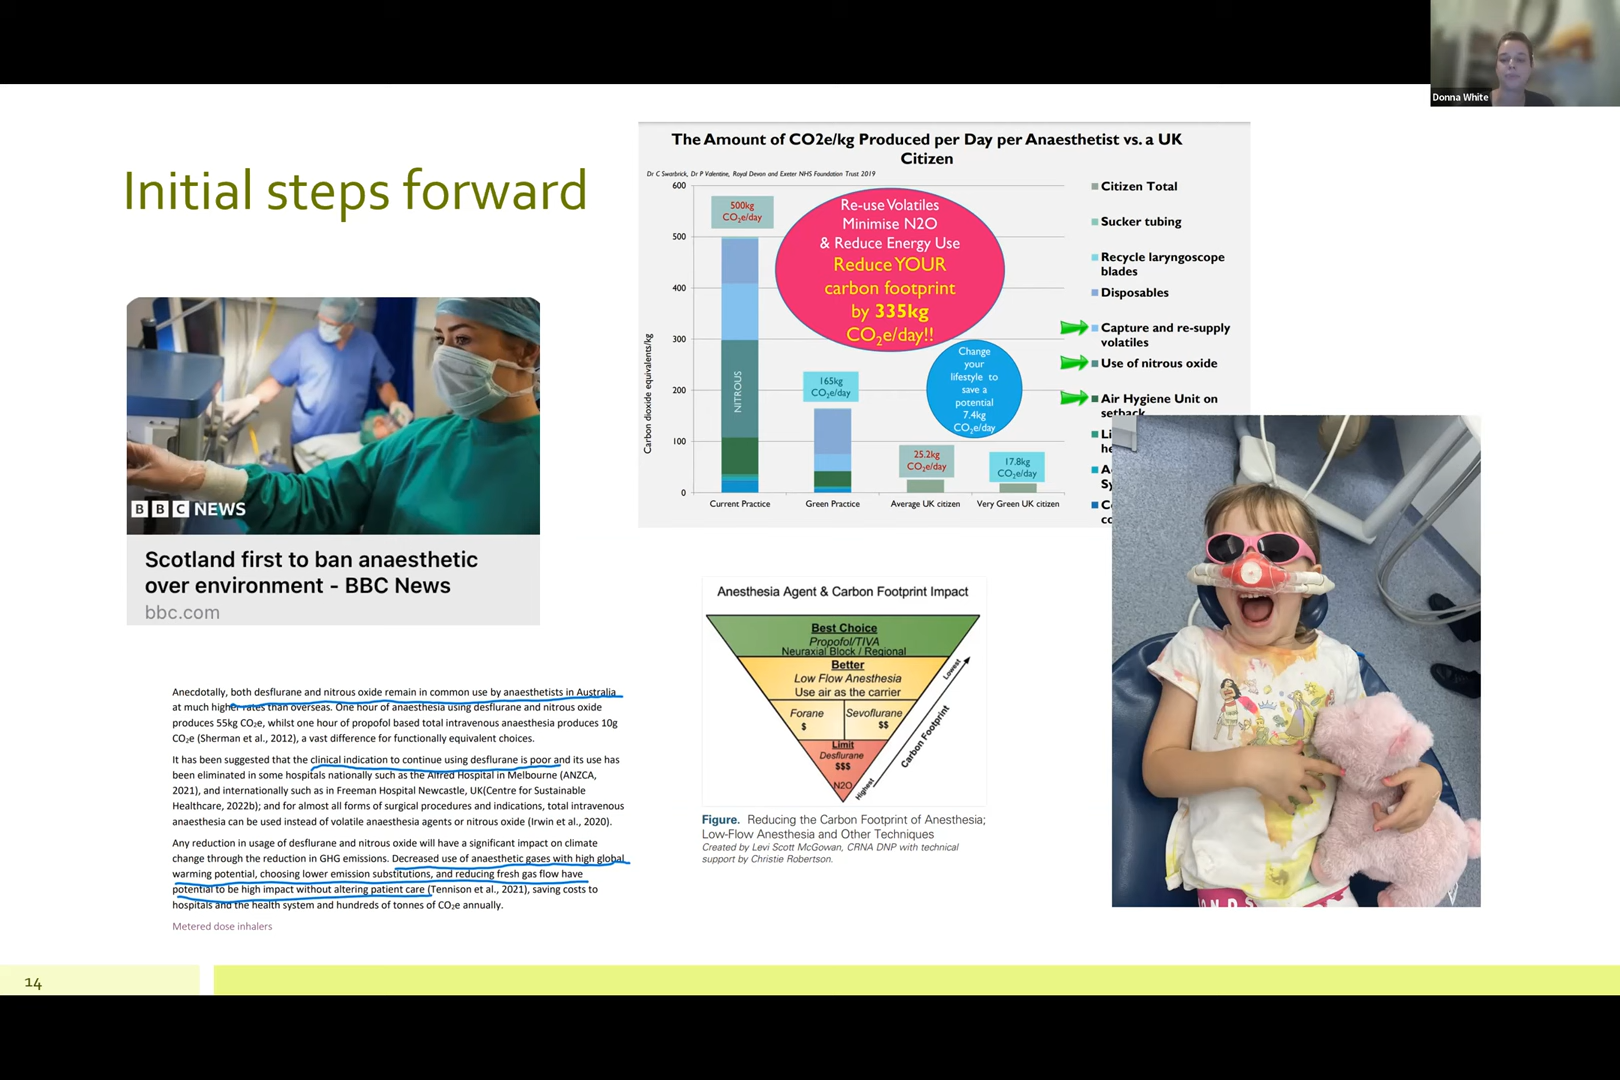 Donna White
Initial steps forward
BBC NEWS
Scotland first to ban anaesthetic
over environment - BBC News
bbc.com
The Amount of CO2e/kg Produced per Day per Anaesthetist vs. a UK
Citizen
Dr C Swarbrick, Dr P Valentine, Royal Devon and Exeter NHS Foundation Trust 2019
Carbon dioxide equivalents/kg
600
500
400
300
200
100
0
500kg
CO₂e/day
NITROUS
165kg
CO₂e/day
25.2kg
CO₂e/day
17.8kg
CO₂e/day
Current Practice
Green Practice
Average UK citizen
Very Green UK citizen
Re-use Volatiles
Minimise N2O
& Reduce Energy Use
Reduce YOUR
carbon footprint
by 335kg
CO₂e/day!!
Change
your
lifestyle to
save a
potential
7.4kg
CO₂e/day
Citizen Total
Sucker tubing
Recycle laryngoscope
blades
Disposables
Capture and re-supply
volatiles
Use of nitrous oxide
Air Hygiene Unit on
setback
Anecdotally, both desflurane and nitrous oxide remain in common use by anaesthetists in Australia
at much higher rates than overseas. One hour of anaesthesia using desflurane and nitrous oxide
produces 55kg CO₂e, whilst one hour of propofol based total intravenous anaesthesia produces 10g
CO₂e (Sherman et al., 2012), a vast difference for functionally equivalent choices.
It has been suggested that the clinical indication to continue using desflurane is poor and its use has
been eliminated in some hospitals nationally such as the Alfred Hospital in Melbourne (ANZCA,
2021), and internationally such as in Freeman Hospital Newcastle, UK(Centre for Sustainable
Healthcare, 2022b); and for almost all forms of surgical procedures and indications, total intravenous
anaesthesia can be used instead of volatile anaesthesia agents or nitrous oxide (Irwin et al., 2020).
Any reduction in usage of desflurane and nitrous oxide will have a significant impact on climate
change through the reduction in GHG emissions. Decreased use of anaesthetic gases with high global
warming potential, choosing lower emission substitutions, and reducing fresh gas flow have
potential to be high impact without altering patient care (Tennison et al., 2021), saving costs to
hospitals and the health system and hundreds of tonnes of CO₂e annually.
Metered dose inhalers
Anesthesia Agent & Carbon Footprint Impact
Best Choice
Propofol/TIVA
Neuraxial Block / Regional
Better
Low Flow Anesthesia
Use air as the carrier
Forane
$
Sevoflurane
$$
Limit
Desflurane
$$$
N2O
Lowest
Carbon Footprint
Highest
Figure. Reducing the Carbon Footprint of Anesthesia;
Low-Flow Anesthesia and Other Techniques
Created by Levi Scott McGowan, CRNA DNP with technical
support by Christie Robertson.
14